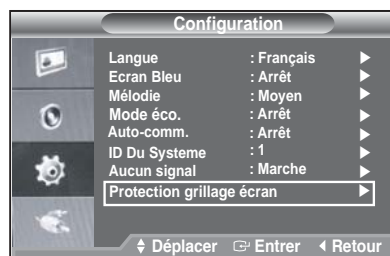 Configuration
Langue : Français
Ecran Bleu : Arrêt
Mélodie : Moyen
Mode éco. : Arrêt
Auto-comm. : Arrêt
ID Du Systeme : 1
Aucun signal : Marche
Protection grillage écran
Déplacer Entrer Retour